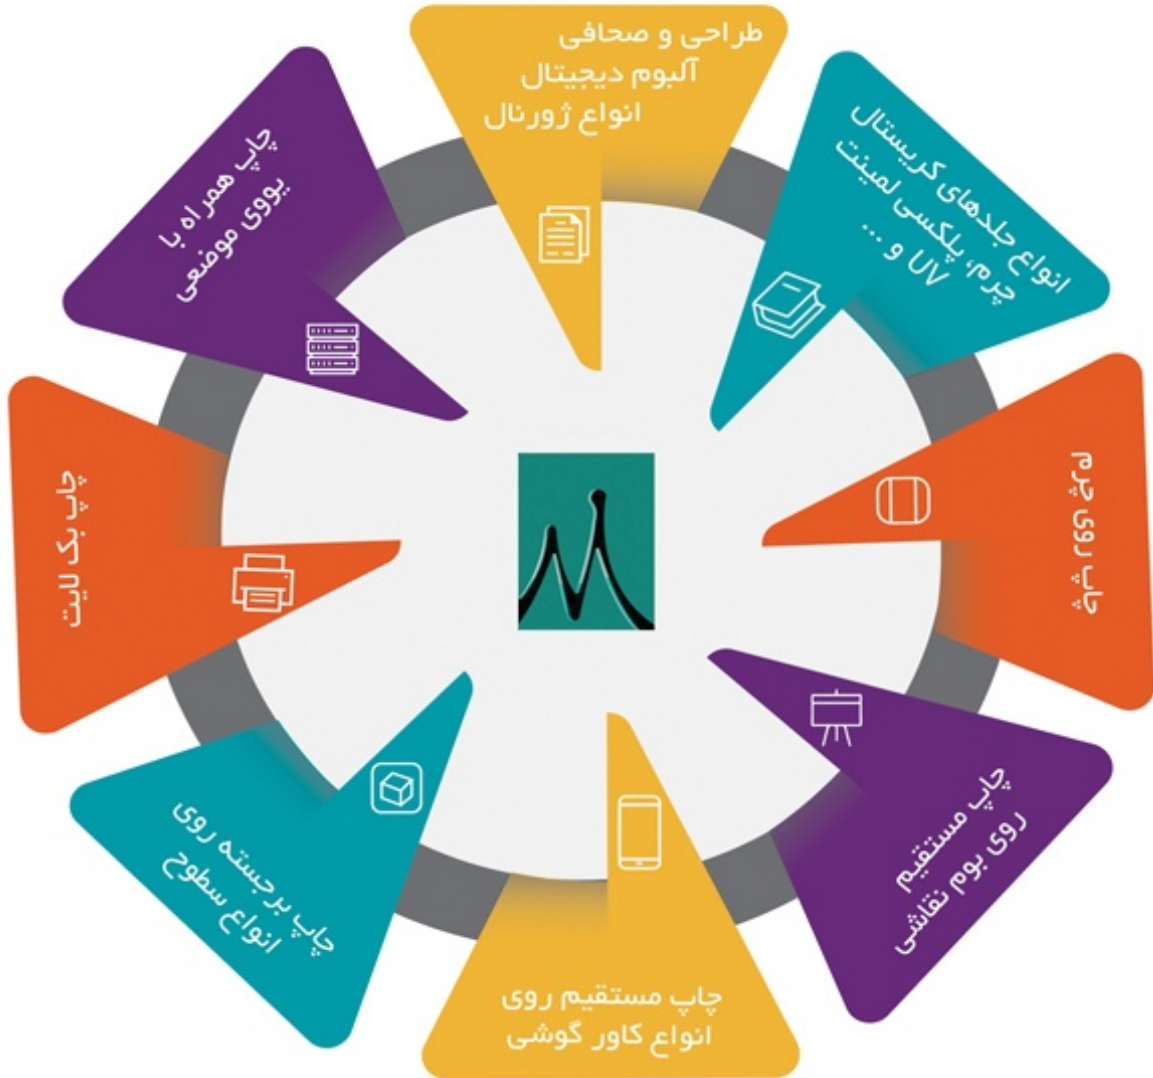 طراحی و صحافی
آلبوم دیجیتال
انواع ژورنال
انواع جلدهای کریستال
چرم، پلکسی لمینت
UV و ...
چاپ روی چرم
چاپ مستقیم
روی بوم نقاشی
چاپ مستقیم روی
انواع کاور گوشی
چاپ برجسته روی
انواع سطوح
چاپ بک لایت
چاپ همراه با
یووی موضعی